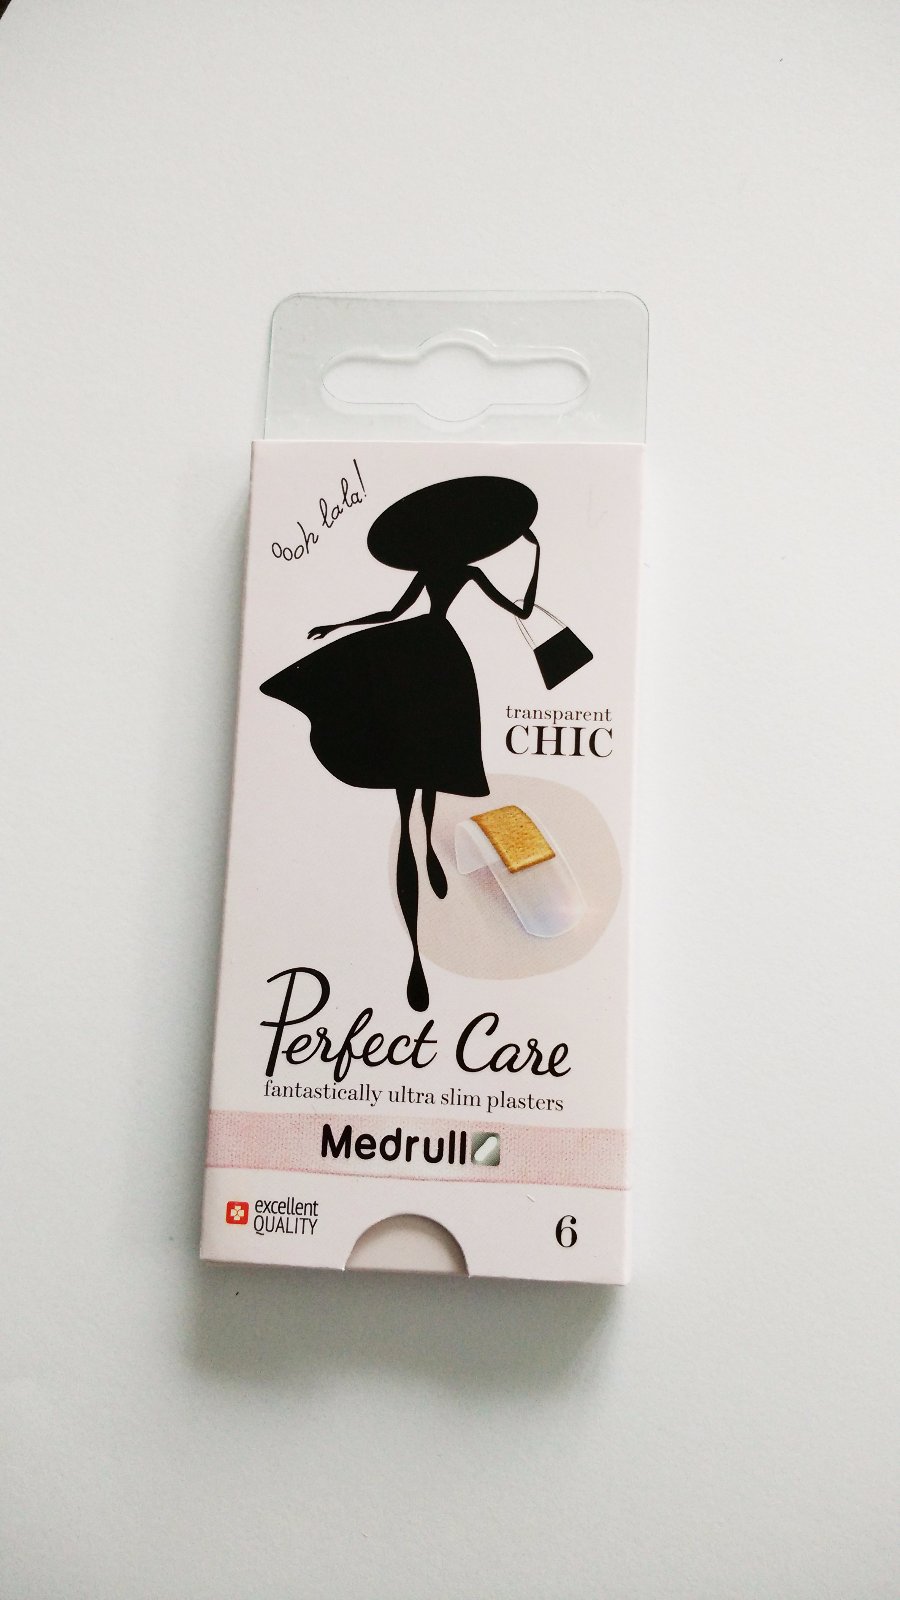 Oooh lala!
transparent
CHIC
Perfect Care
fantastically ultra slim plasters
Medrull
excellent
QUALITY
6